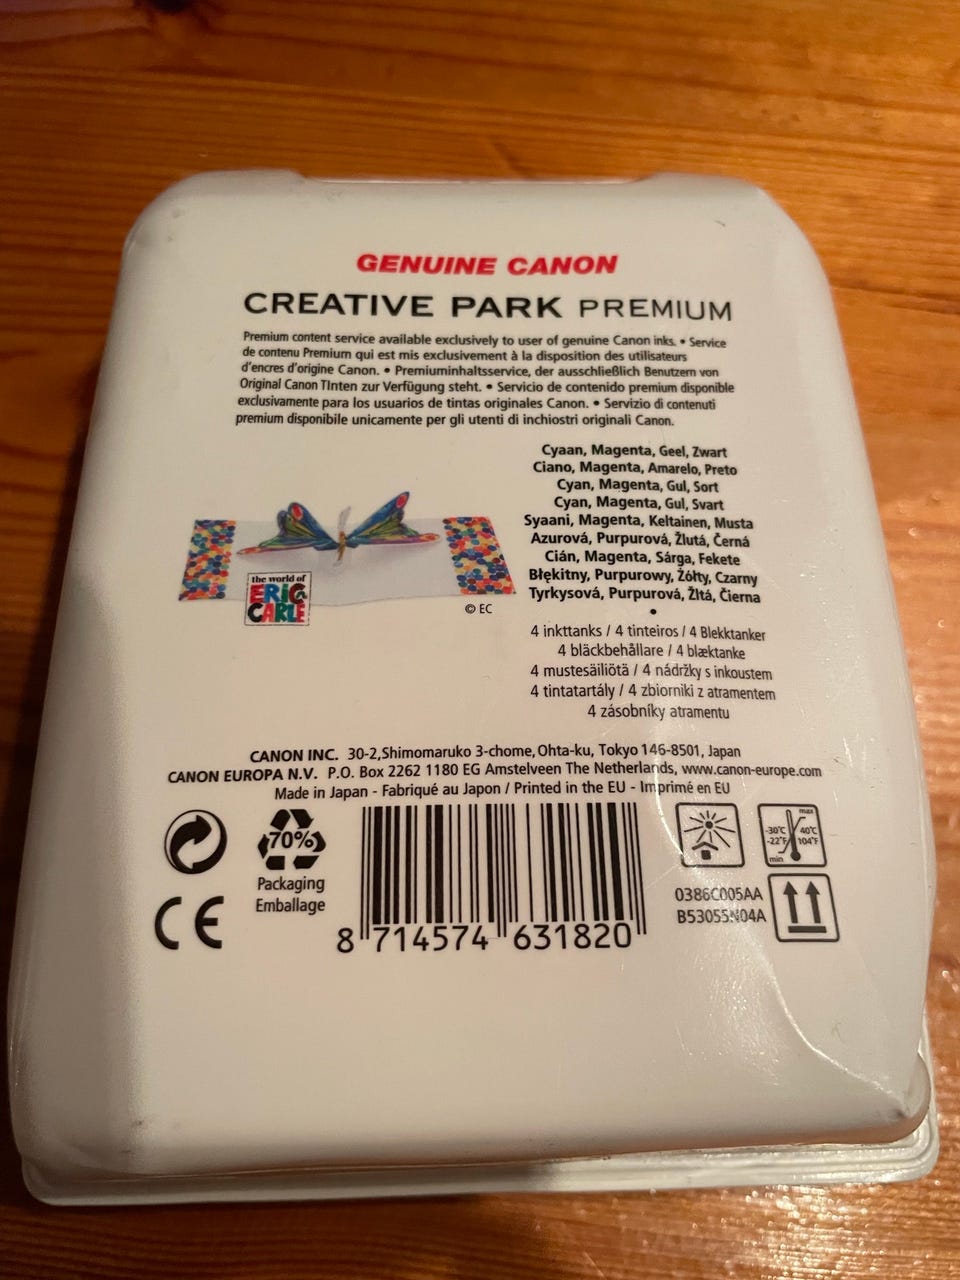 GENUINE CANON
CREATIVE PARK PREMIUM
Premium content service available exclusively to user of genuine Canon inks. • Service
de contenu Premium qui est mis exclusivement à la disposition des utilisateurs
d'encres d'origine Canon. • Premiuminhaltsservice, der ausschließlich Benutzern von
Original Canon TInten zur Verfügung steht. • Servicio de contenido premium disponible
exclusivamente para los usuarios de tintas originales Canon. • Servizio di contenuti
premium disponibile unicamente per gli utenti di inchiostri originali Canon.
Cyaan, Magenta, Geel, Zwart
Ciano, Magenta, Amarelo, Preto
Cyan, Magenta, Gul, Sort
Cyan, Magenta, Gul, Svart
Syaani, Magenta, Keltainen, Musta
Azurová, Purpurová, Žlutá, Černá
Cián, Magenta, Sárga, Fekete
Błękitny, Purpurowy, Żółty, Czarny
Tyrkysová, Purpurová, Žltá, Čierna
•
the world of
ERIC
CARLE
© EC
4 inkttanks / 4 tinteiros / 4 Blekktanker
4 bläckbehållare / 4 blæktanke
4 mustesäiliötä / 4 nádržky s inkoustem
4 tintatartály / 4 zbiorniki z atramentem
4 zásobníky atramentu
CANON INC. 30-2,Shimomaruko 3-chome, Ohta-ku, Tokyo 146-8501, Japan
CANON EUROPA N.V. P.O. Box 2262 1180 EG Amstelveen The Netherlands, www.canon-europe.com
Made in Japan - Fabriqué au Japon / Printed in the EU - Imprimé en EU
70%
Packaging
Emballage
CE
8 714574 631820
max
-30°C 40°C
-22°F 104°F
min
0386C005AA
B53055N04A